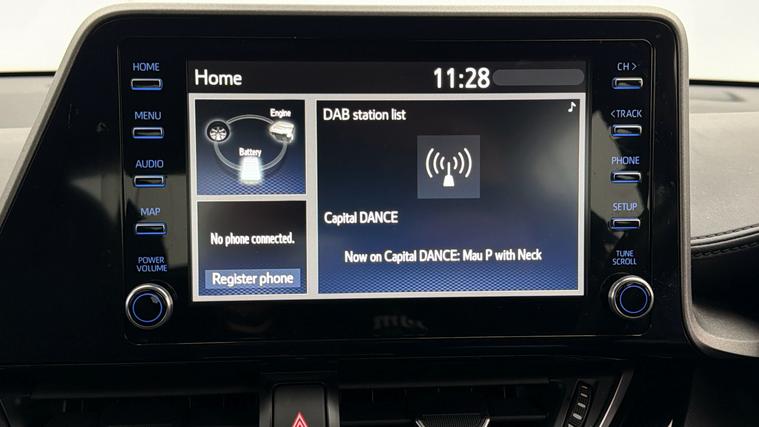 HOME
MENU
AUDIO
MAP
POWER
VOLUME
Home
11:28
Engine
Battery
No phone connected.
Register phone
DAB station list
Capital DANCE
Now on Capital DANCE: Mau P with Neck
CH >
<TRACK
PHONE
SETUP
TUNE
SCROLL